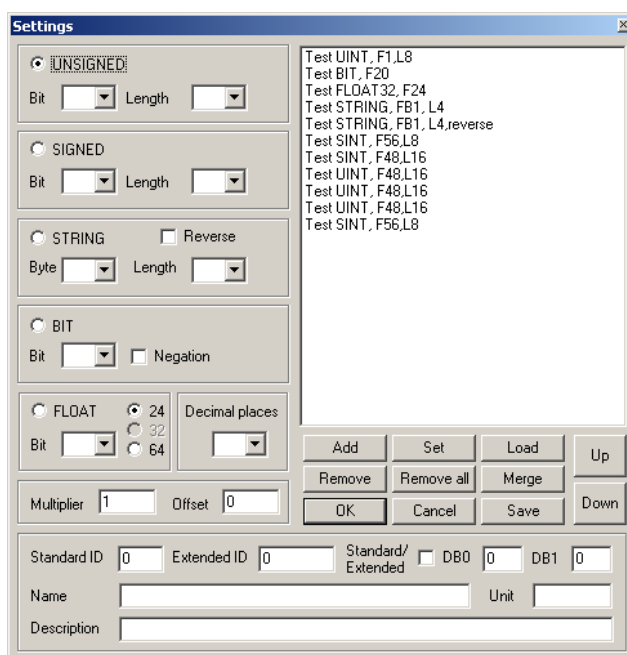 Settings
UNSIGNED
Bit Length
SIGNED
Bit Length
STRING Reverse
Byte Length
BIT
Bit Negation
FLOAT 24 Decimal places
32
Bit 64
Multiplier 1 Offset 0
Test UINT, F1,L8
Test BIT, F20
Test FLOAT32, F24
Test STRING, FB1, L4
Test STRING, FB1, L4,reverse
Test SINT, F56,L8
Test SINT, F48,L16
Test UINT, F48,L16
Test UINT, F48,L16
Test UINT, F48,L16
Test SINT, F56,L8
Add Set Load Up
Remove Remove all Merge
OK Cancel Save Down
Standard ID 0 Extended ID 0 Standard/ DB0 0 DB1 0
Extended
Name Unit
Description